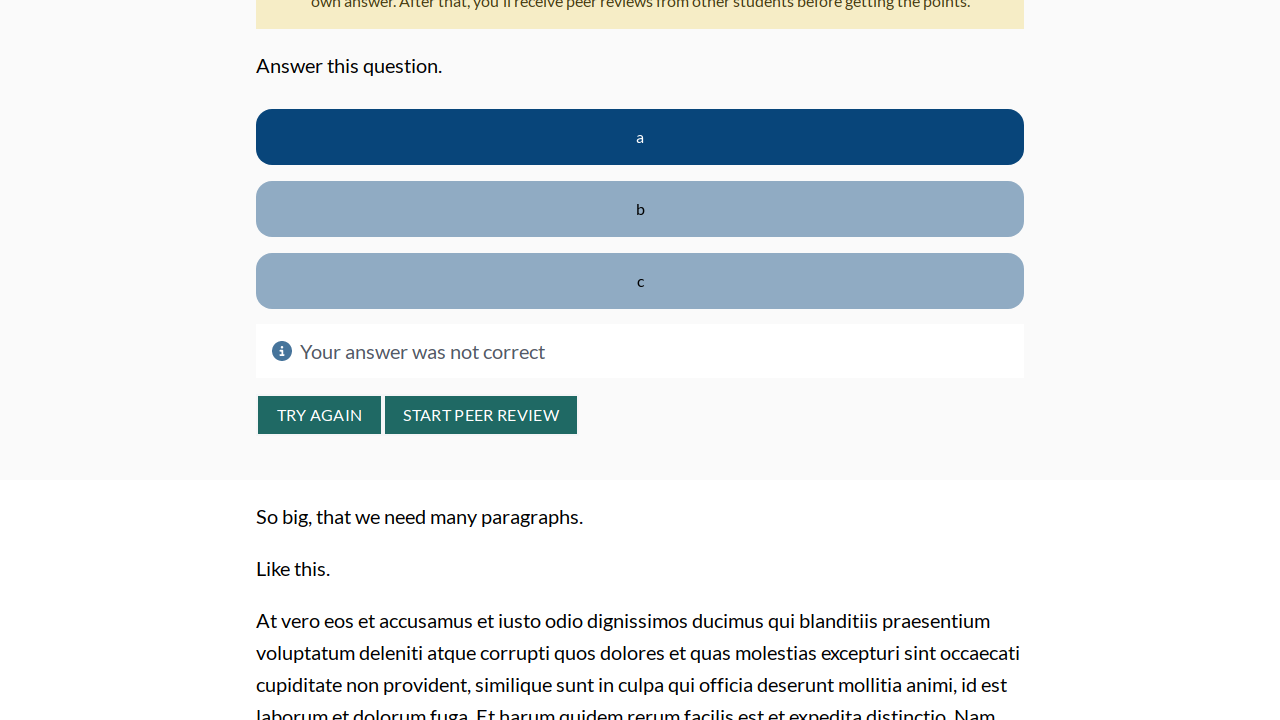 own answer. After that, you'll receive peer reviews from other students before getting the points.
Answer this question.
a
b
c
Your answer was not correct
TRY AGAIN
START PEER REVIEW
So big, that we need many paragraphs.
Like this.
At vero eos et accusamus et iusto odio dignissimos ducimus qui blanditiis praesentium
voluptatum deleniti atque corrupti quos dolores et quas molestias excepturi sint occaecati
cupiditate non provident, similique sunt in culpa qui officia deserunt mollitia animi, id est
laborum et dolorum fuga. Et harum quidem rerum facilis est et expedita distinctio. Nam